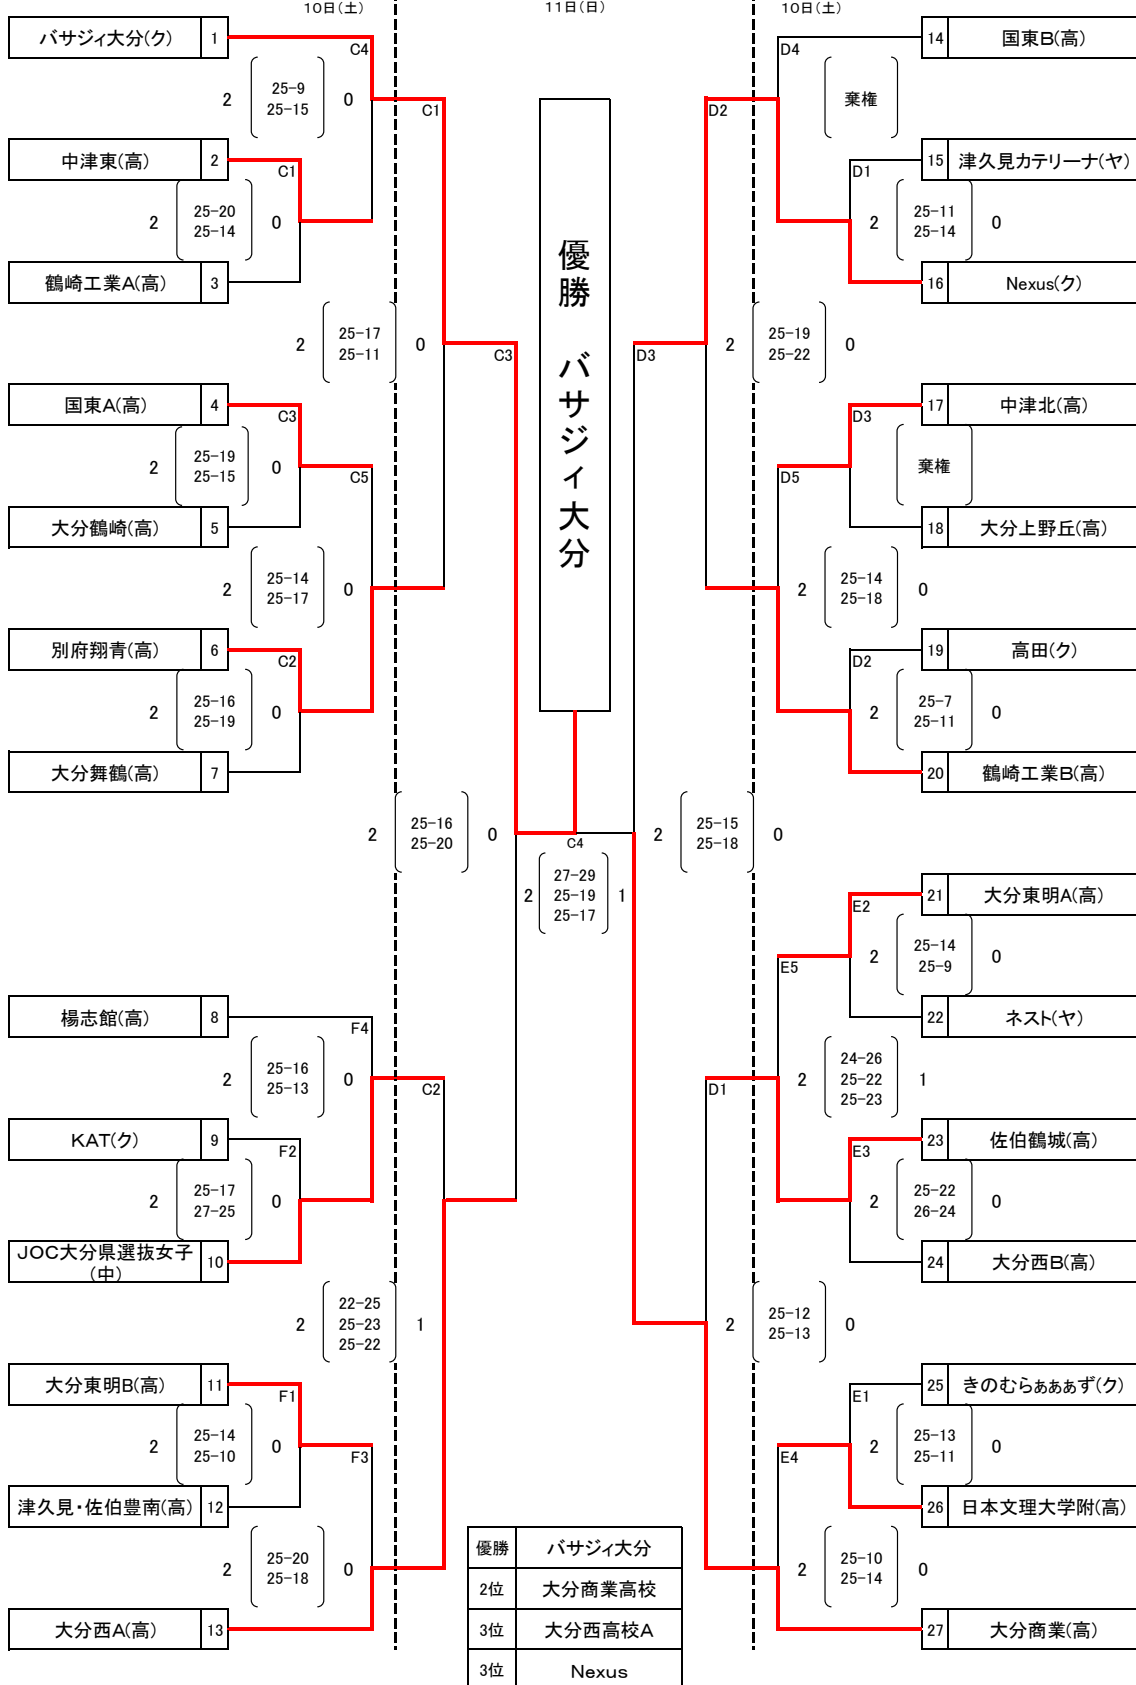 10日(土)
11日(日)
10日(土)
バサジィ大分(ク) 1
C4
25-9
2 0
25-15
中津東(高) 2
C1
25-20
2 0
25-14
鶴崎工業A(高) 3
C1
25-17
2 0
25-11
国東A(高) 4
C3
25-19
2 0
25-15
大分鶴崎(高) 5
C5
25-14
2 0
25-17
別府翔青(高) 6
C2
25-16
2 0
25-19
大分舞鶴(高) 7
C3
25-16
2 0
25-20
楊志館(高) 8
F4
25-16
2 0
25-13
KAT(ク) 9
F2
25-17
2 0
27-25
JOC大分県選抜女子
(中)
10
C2
22-25
2 25-23 1
25-22
大分東明B(高) 11
F1
25-14
2 0
25-10
津久見・佐伯豊南(高) 12
F3
25-20
2 0
25-18
大分西A(高) 13
優勝 バサジィ大分
C4
27-29
2 25-19 1
25-17
D4
14 国東B(高)
棄権
D2
15 津久見カテリーナ(ヤ)
D1
25-11
2 0
25-14
16 Nexus(ク)
D3
25-19
2 0
25-22
17 中津北(高)
D3
棄権
18 大分上野丘(高)
D5
25-14
2 0
25-18
19 高田(ク)
D2
25-7
2 0
25-11
20 鶴崎工業B(高)
25-15
2 0
25-18
21 大分東明A(高)
E2
25-14
2 0
25-9
22 ネスト(ヤ)
E5
24-26
2 25-22 1
25-23
D1
23 佐伯鶴城(高)
E3
25-22
2 0
26-24
24 大分西B(高)
25-12
2 0
25-13
25 きのむらぁぁぁず(ク)
E1
25-13
2 0
25-11
26 日本文理大学附(高)
E4
25-10
2 0
25-14
27 大分商業(高)
優勝 バサジィ大分
2位 大分商業高校
3位 大分西高校A
3位 Nexus